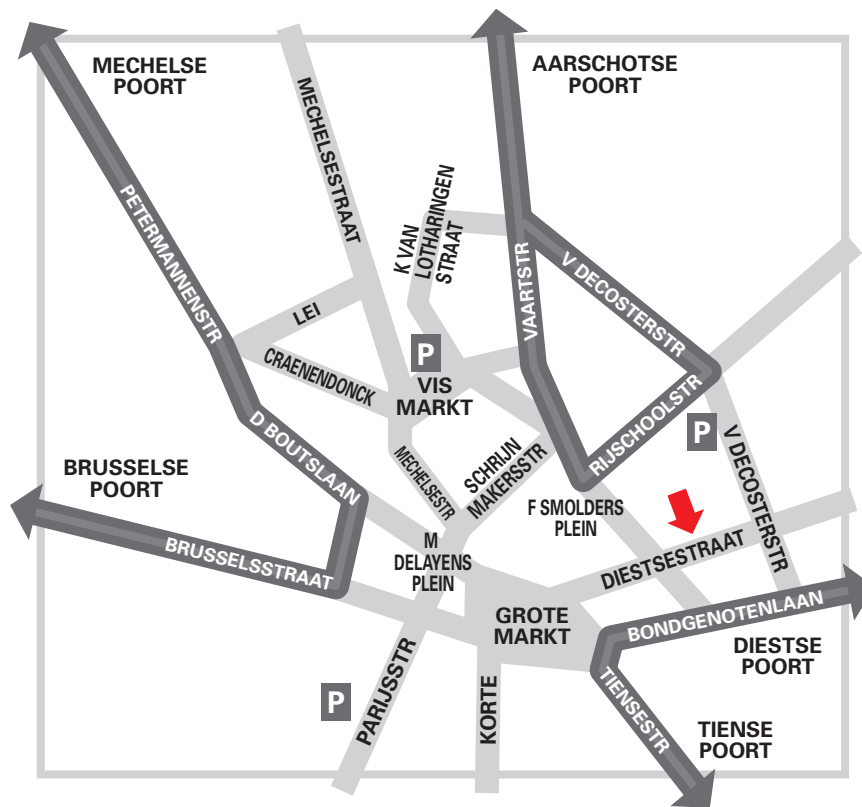 MECHELSE
POORT
AARSCHOTSE
POORT
MECHELSESTRAAT
PETERMANNENSTR
K VAN
LOTHARINGEN
STRAAT
VAARTSTR
V DECOSTERSTR
LEI
CRAENENDONCK
P
VIS
MARKT
RIJSCHOOLSTR
P
V DECOSTERSTR
D BOUTSLAAN
MECHELSESTR
SCHRIJN
MAKERSSTR
BRUSSELSE
POORT
F SMOLDERS
PLEIN
BRUSSELSSTRAAT
M
DELAYENS
PLEIN
DIESTSESTRAAT
GROTE
MARKT
BONDGENOTENLAAN
DIESTSE
POORT
P
PARIJSSTR
KORTE
TIENSESTR
TIENSE
POORT